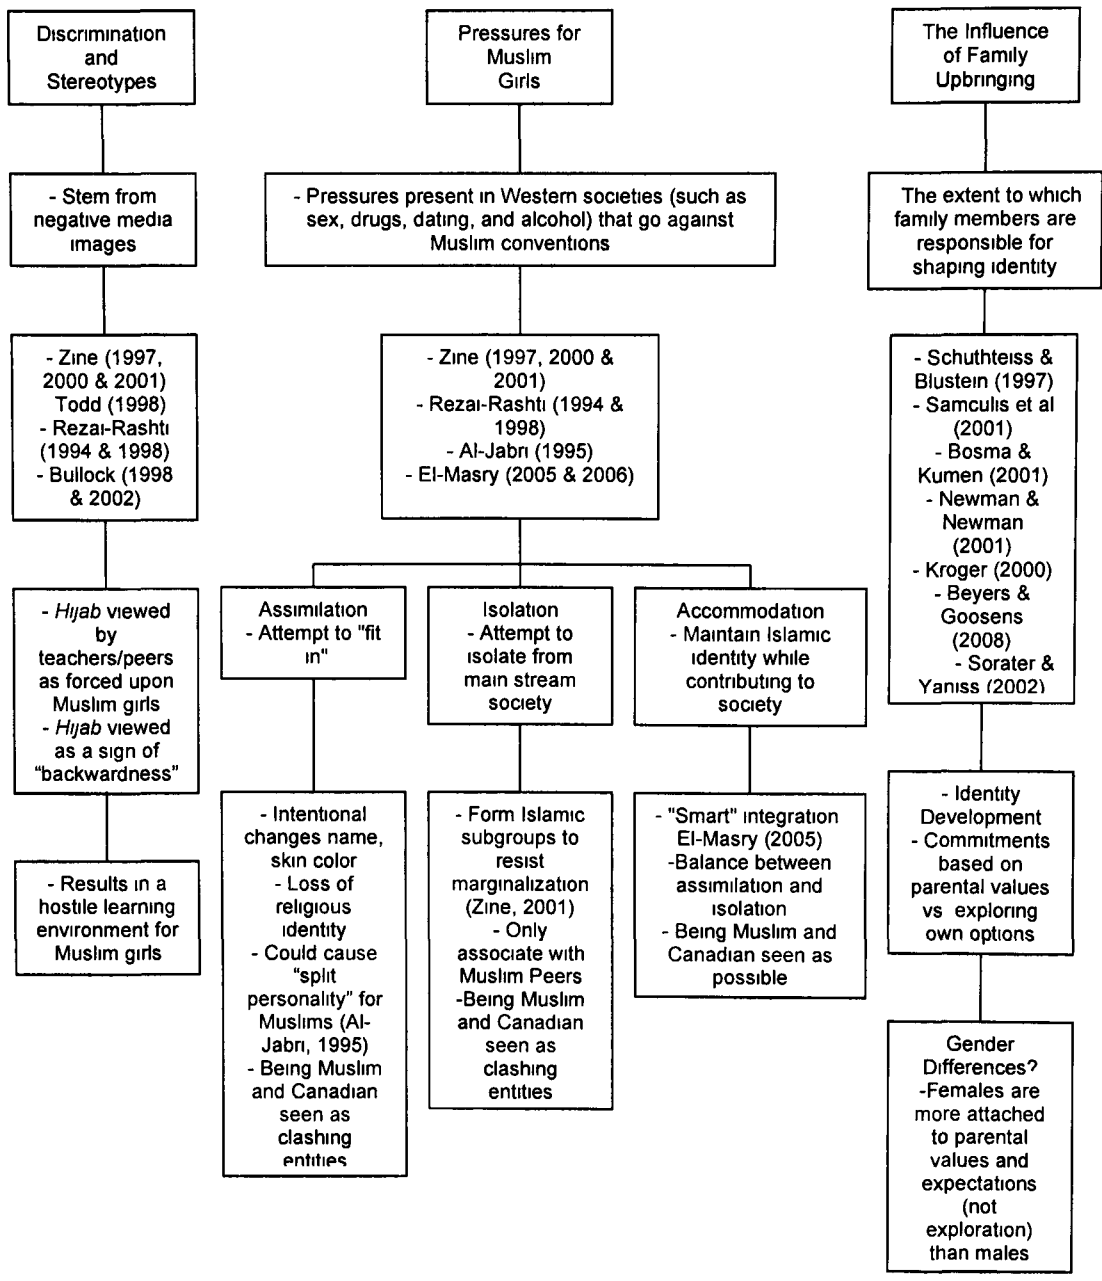 Discrimination
and
Stereotypes
- Stem from
negative media
images
- Zine (1997,
2000 & 2001)
Todd (1998)
- Rezai-Rashti
(1994 & 1998)
- Bullock (1998
& 2002)
- Hijab viewed
by
teachers/peers
as forced upon
Muslim girls
- Hijab viewed
as a sign of
"backwardness"
- Results in a
hostile learning
environment for
Muslim girls
Pressures for
Muslim
Girls
- Pressures present in Western societies (such as
sex, drugs, dating, and alcohol) that go against
Muslim conventions
- Zine (1997, 2000 &
2001)
- Rezai-Rashti (1994 &
1998)
- Al-Jabri (1995)
- El-Masry (2005 & 2006)
Assimilation
- Attempt to "fit
in"
- Intentional
changes name,
skin color
- Loss of
religious
identity
- Could cause
"split
personality" for
Muslims (Al-
Jabri, 1995)
- Being Muslim
and Canadian
seen as
clashing
entities
Isolation
- Attempt to
isolate from
main stream
society
- Form Islamic
subgroups to
resist
marginalization
(Zine, 2001)
- Only
associate with
Muslim Peers
-Being Muslim
and Canadian
seen as
clashing
entities
Accommodation
- Maintain Islamic
identity while
contributing to
society
- "Smart" integration
El-Masry (2005)
-Balance between
assimilation and
isolation
- Being Muslim and
Canadian seen as
possible
The Influence
of Family
Upbringing
The extent to which
family members are
responsible for
shaping identity
- Schuthteiss &
Blustein (1997)
- Samculis et al
(2001)
- Bosma &
Kumen (2001)
- Newman &
Newman
(2001)
- Kroger (2000)
- Beyers &
Goosens
(2008)
- Sorater &
Yaniss (2002)
- Identity
Development
- Commitments
based on
parental values
vs exploring
own options
Gender
Differences?
-Females are
more attached
to parental
values and
expectations
(not
exploration)
than males